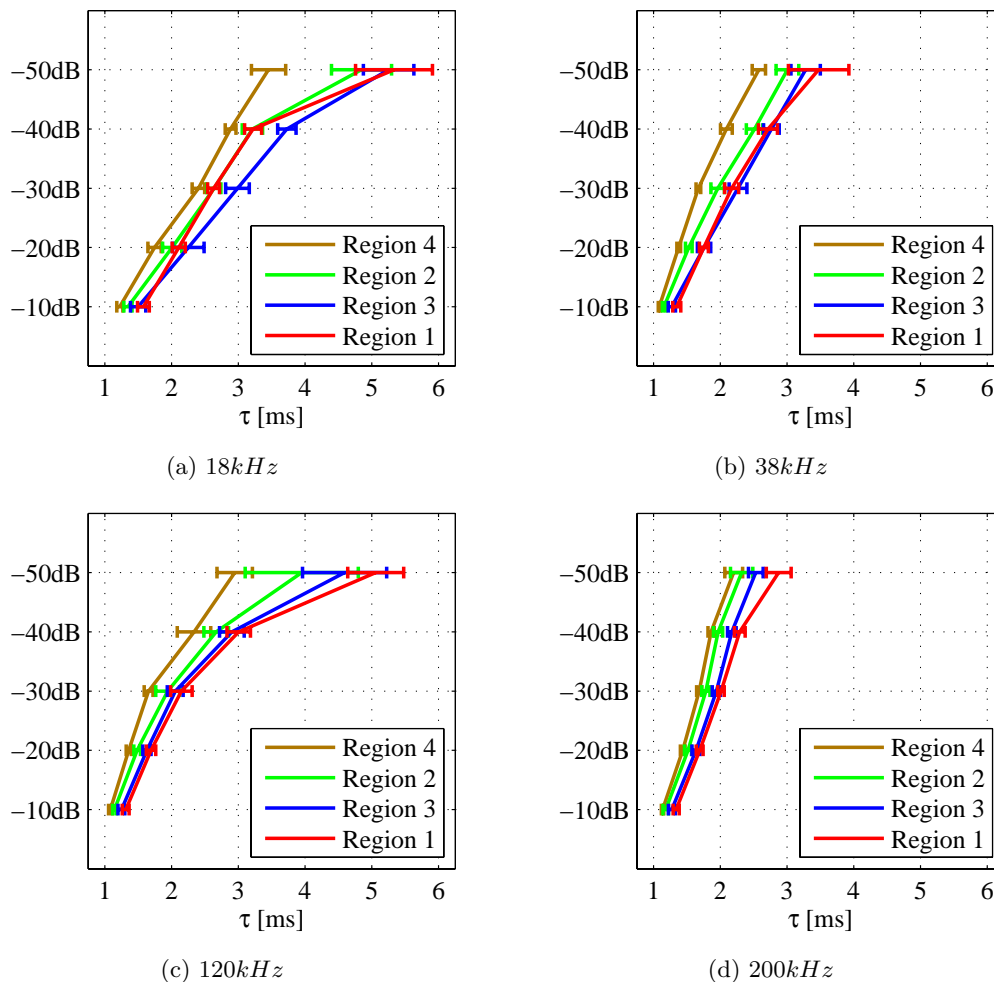 −50dB
−40dB
−30dB
−20dB
−10dB
1 2 3 4 5 6
τ [ms]
Region 4
Region 2
Region 3
Region 1
(a) 18kHz
−50dB
−40dB
−30dB
−20dB
−10dB
1 2 3 4 5 6
τ [ms]
Region 4
Region 2
Region 3
Region 1
(b) 38kHz
−50dB
−40dB
−30dB
−20dB
−10dB
1 2 3 4 5 6
τ [ms]
Region 4
Region 2
Region 3
Region 1
(c) 120kHz
−50dB
−40dB
−30dB
−20dB
−10dB
1 2 3 4 5 6
τ [ms]
Region 4
Region 2
Region 3
Region 1
(d) 200kHz